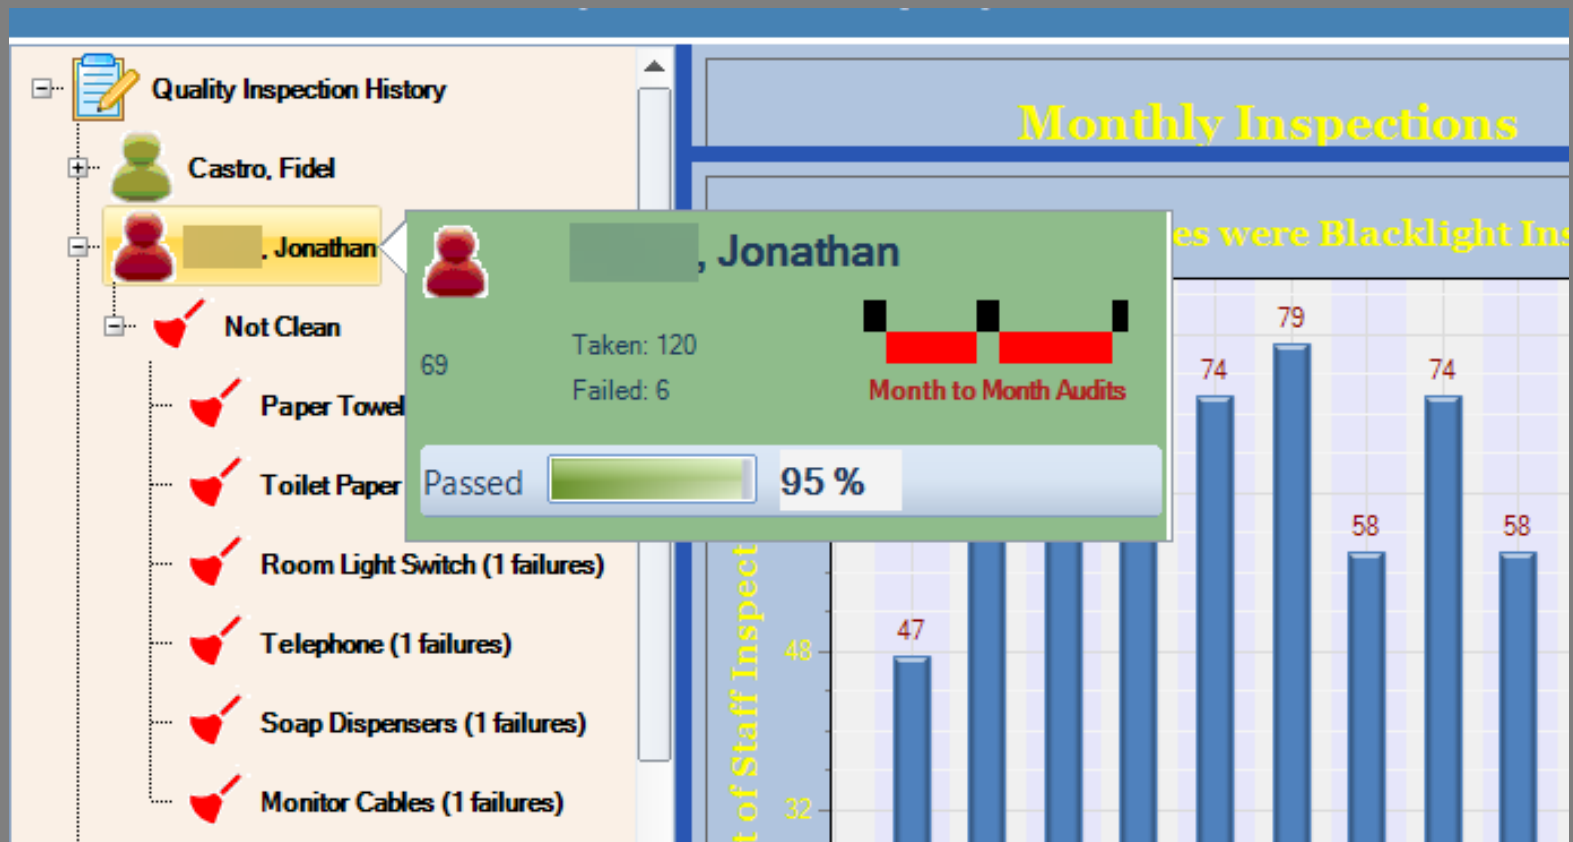 Quality Inspection History
Castro, Fidel
, Jonathan
Not Clean
Paper Towel
Toilet Paper
Room Light Switch (1 failures)
Telephone (1 failures)
Soap Dispensers (1 failures)
Monitor Cables (1 failures)
, Jonathan
69
Taken: 120
Failed: 6
Month to Month Audits
Passed
95 %
Monthly Inspections
es were Blacklight Ins
t of Staff Inspect
48
32
47
74
79
58
74
58